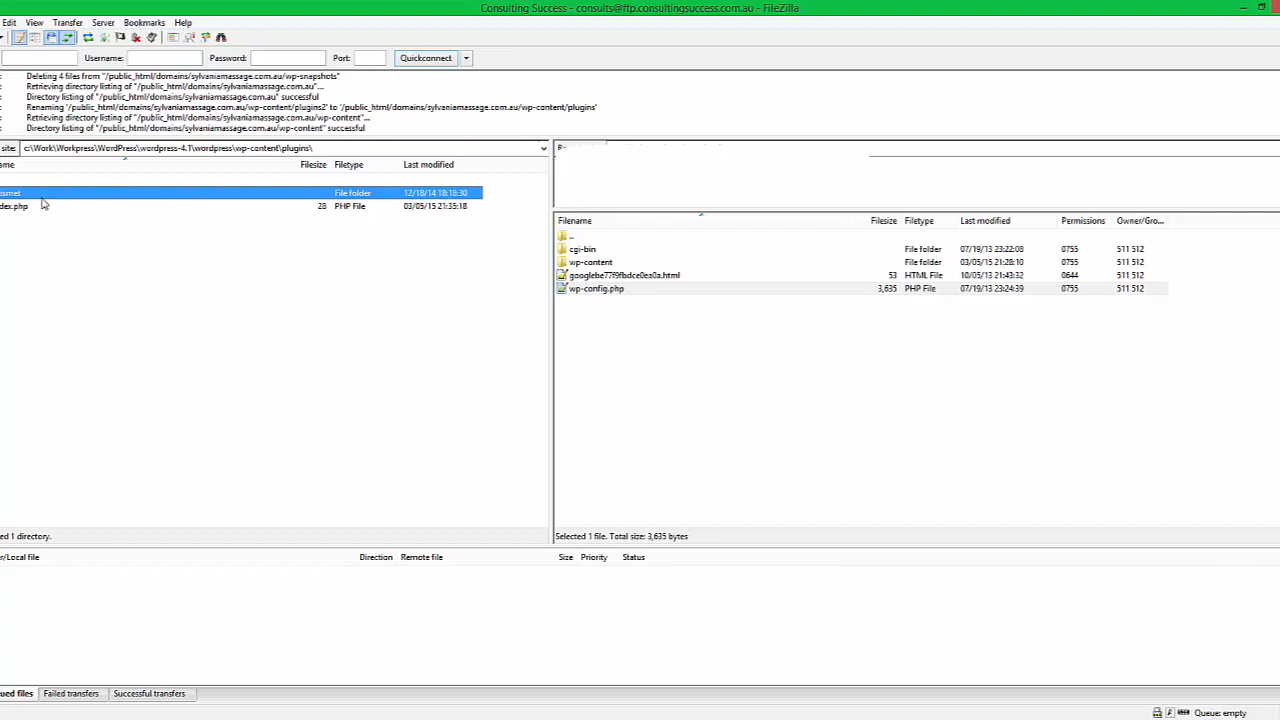 Consulting Success - consults@ftp.consultingsuccess.com.au - FileZilla
Edit View Transfer Server Bookmarks Help
Username: Password: Port: Quickconnect
Deleting 4 files from "/public_html/domains/sylvaniamassage.com.au/wp-snapshots"
Retrieving directory listing of "/public_html/domains/sylvaniamassage.com.au"...
Directory listing of "/public_html/domains/sylvaniamassage.com.au" successful
Renaming '/public_html/domains/sylvaniamassage.com.au/wp-content/plugins2' to '/public_html/domains/sylvaniamassage.com.au/wp-content/plugins'
Retrieving directory listing of "/public_html/domains/sylvaniamassage.com.au/wp-content"...
Directory listing of "/public_html/domains/sylvaniamassage.com.au/wp-content" successful
site: c:\Work\Workpress\WordPress\wordpress-4.1\wordpress\wp-content\plugins\
ame Filesize Filetype Last modified
ismet File folder 12/18/14 18:18:30
dex.php 28 PHP File 03/05/15 21:35:18
ed 1 directory.
Filename Filesize Filetype Last modified Permissions Owner/Gro...
..
cgi-bin File folder 07/19/13 23:22:08 0755 511 512
wp-content File folder 03/05/15 21:28:10 0755 511 512
googlebe77f9fbdce0ea0a.html 53 HTML File 10/05/13 21:43:32 0644 511 512
wp-config.php 3,635 PHP File 07/19/13 23:24:39 0755 511 512
Selected 1 file. Total size: 3,635 bytes
r/Local file Direction Remote file Size Priority Status
ued files Failed transfers Successful transfers
Queue: empty